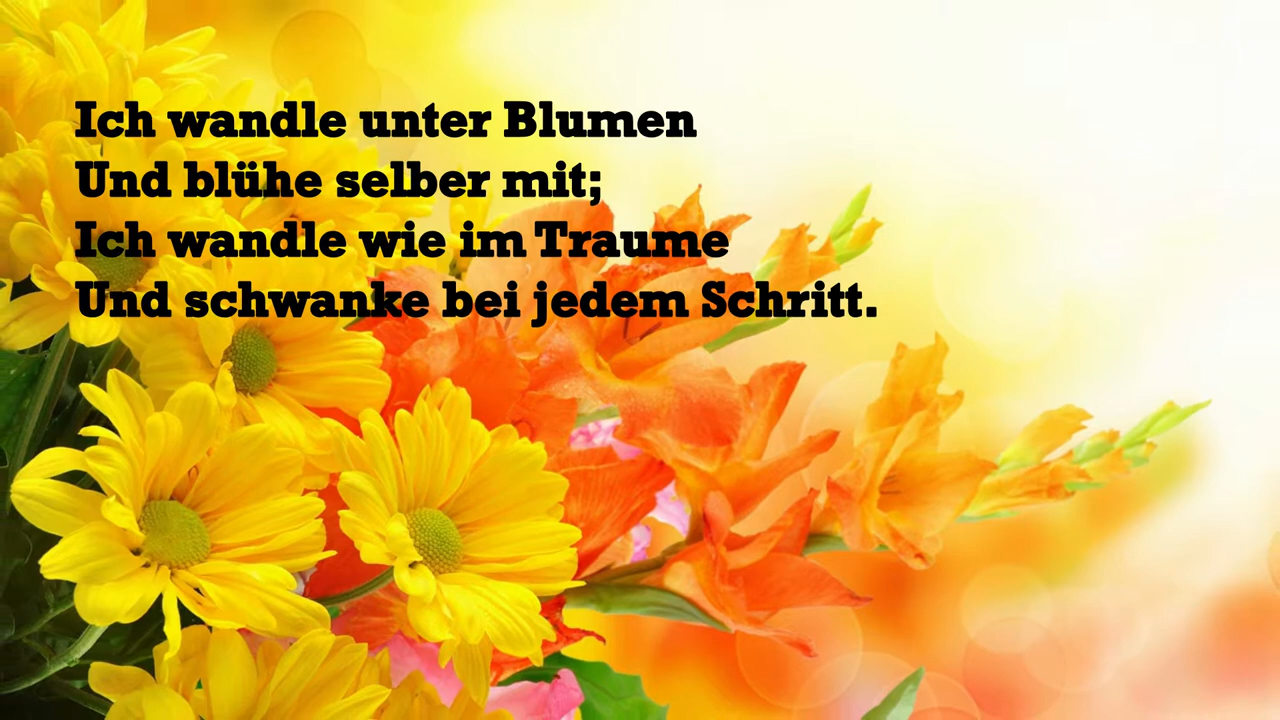 Ich wandle unter Blumen
Und blühe selber mit;
Ich wandle wie im Traume
Und schwanke bei jedem Schritt.